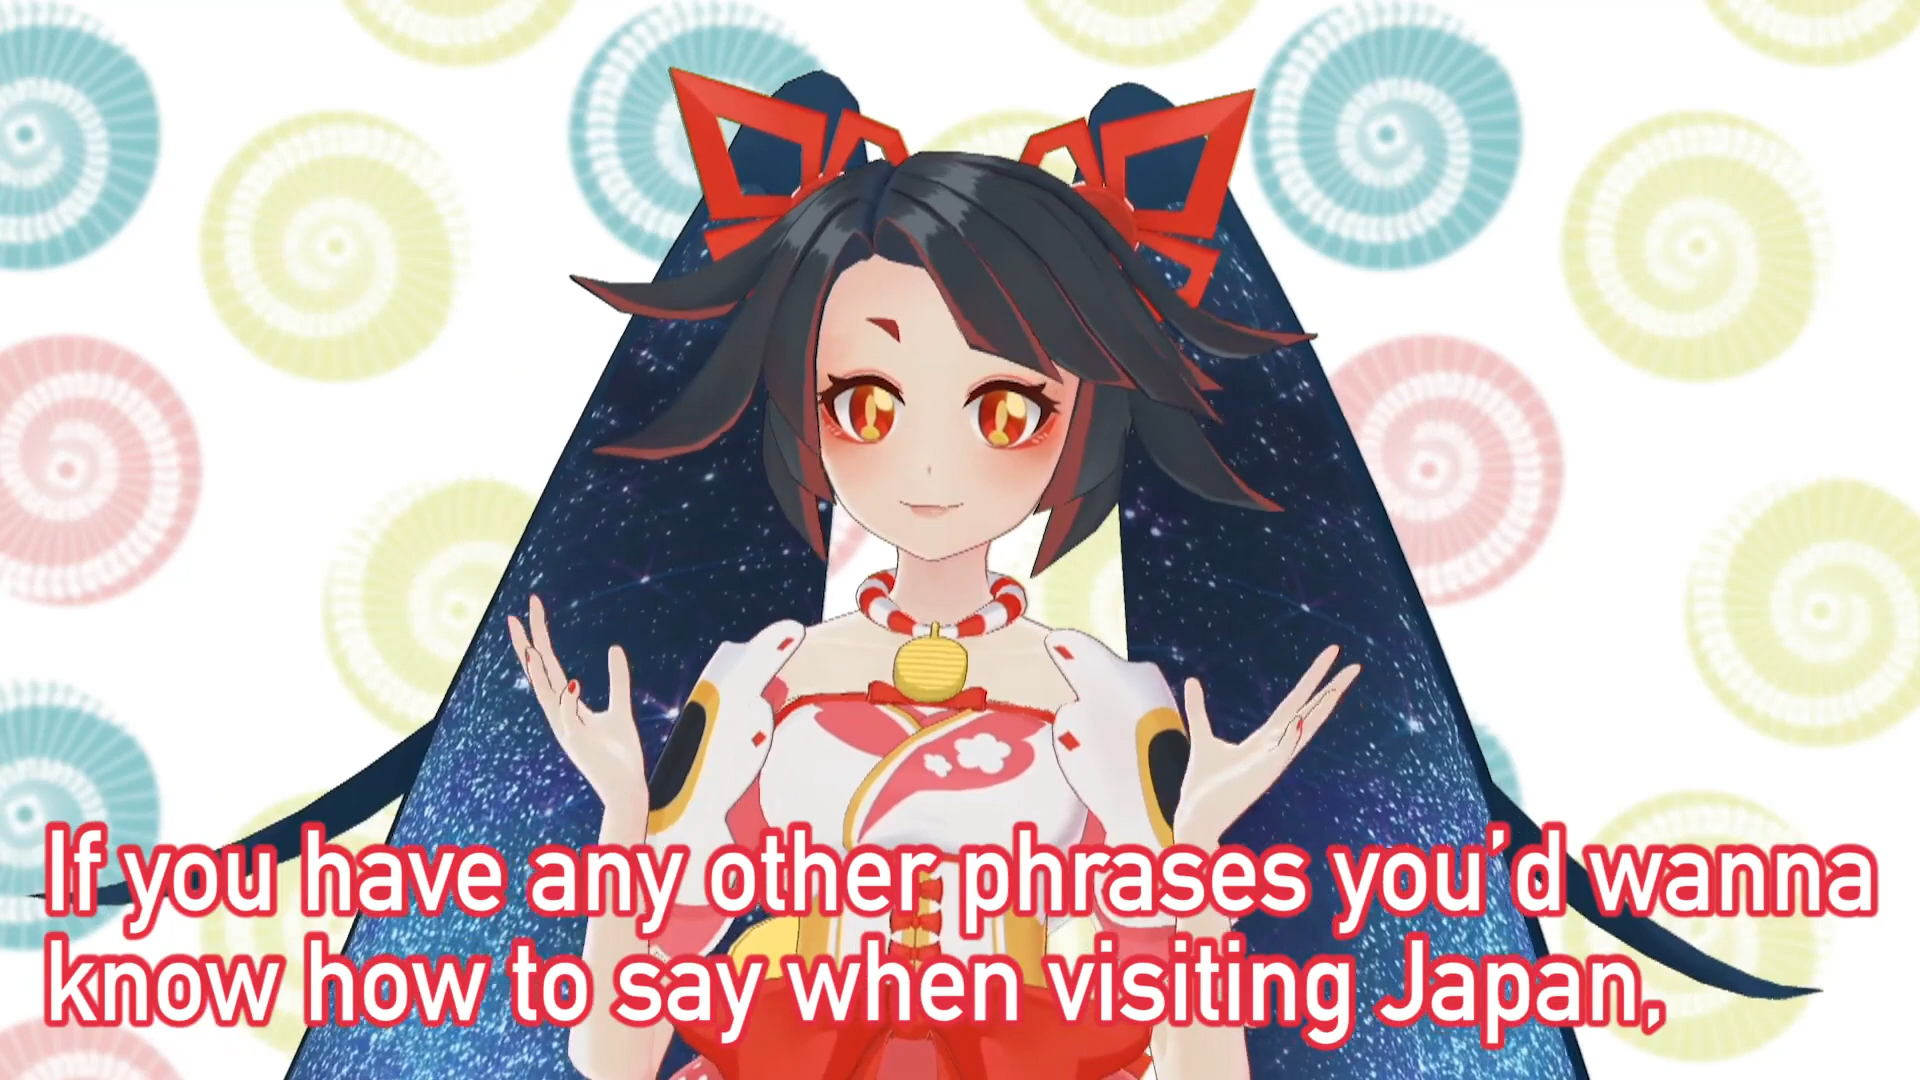 If you have any other phrases you'd wanna
know how to say when visiting Japan,